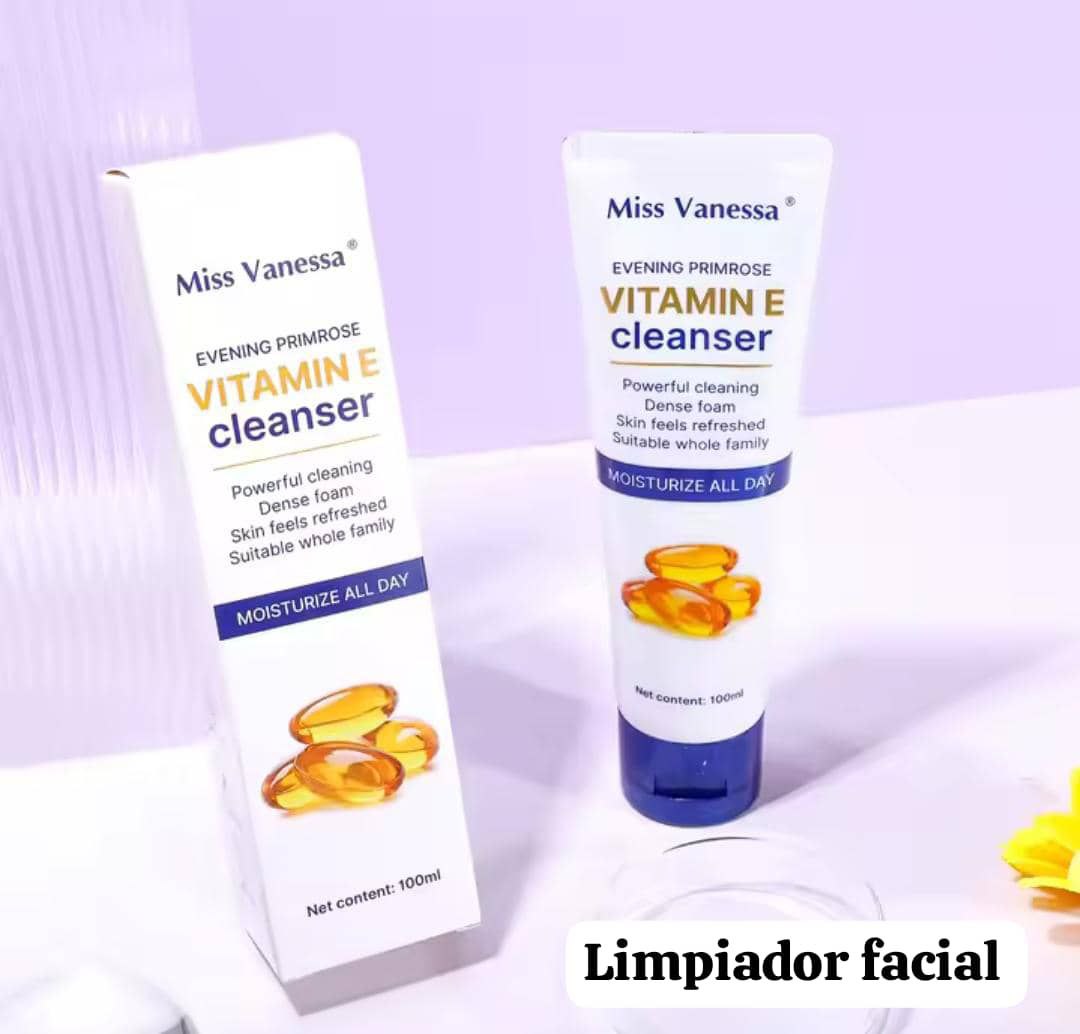 Miss Vanessa®
EVENING PRIMROSE
VITAMIN E
cleanser
Powerful cleaning
Dense foam
Skin feels refreshed
Suitable whole family
MOISTURIZE ALL DAY
Net content: 100ml
Miss Vanessa®
EVENING PRIMROSE
VITAMIN E
cleanser
Powerful cleaning
Dense foam
Skin feels refreshed
Suitable whole family
MOISTURIZE ALL DAY
Net content: 100ml
Limpiador facial